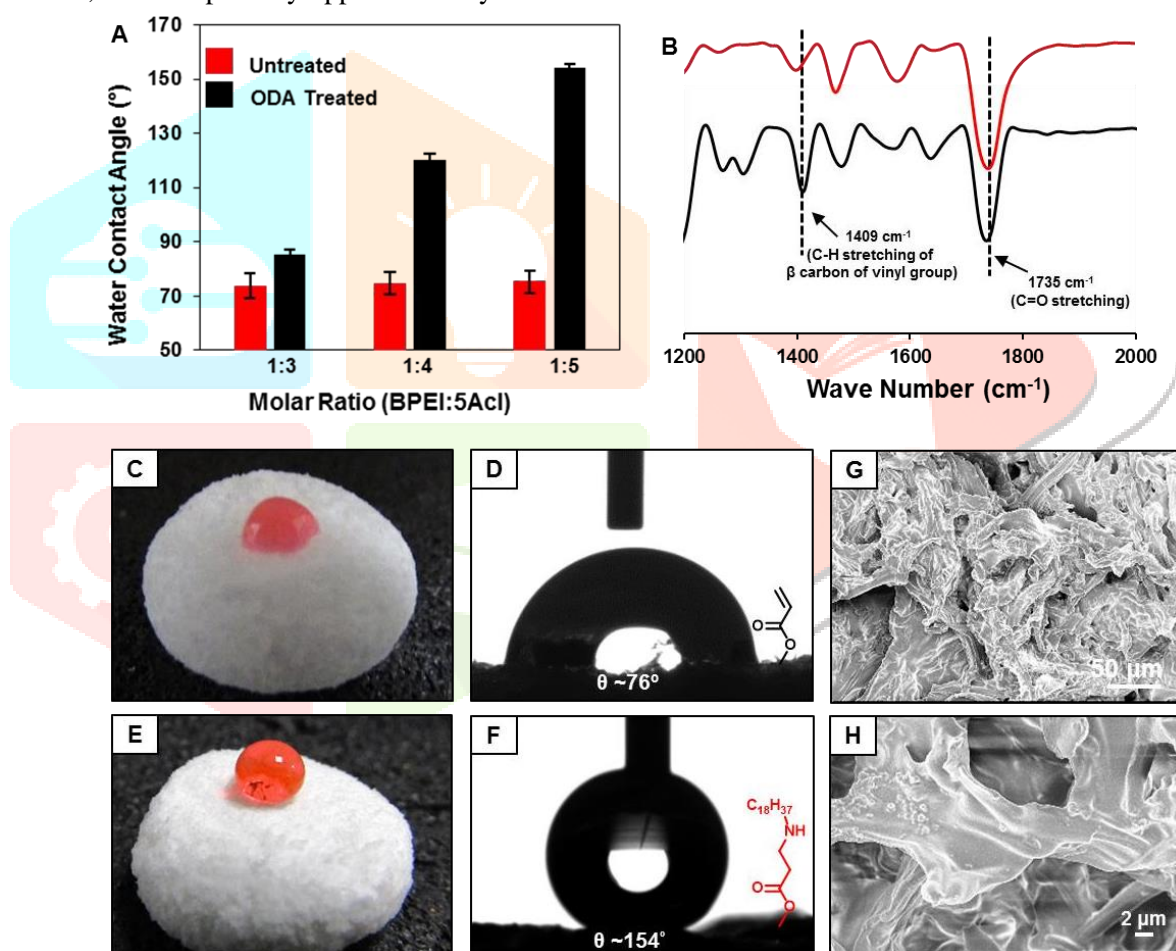 A
170
150
130
110
90
70
50
Water Contact Angle (°)
Untreated
ODA Treated
1:3 1:4 1:5
Molar Ratio (BPEI:5Acl)
B
1409 cm⁻¹
(C-H stretching of
β carbon of vinyl group)
1735 cm⁻¹
(C=O stretching)
1200 1400 1600 1800 2000
Wave Number (cm⁻¹)
C
D
O
O
θ ~76°
G
50 µm
E
F
C₁₈H₃₇
NH
O
O
θ ~154°
H
2 µm